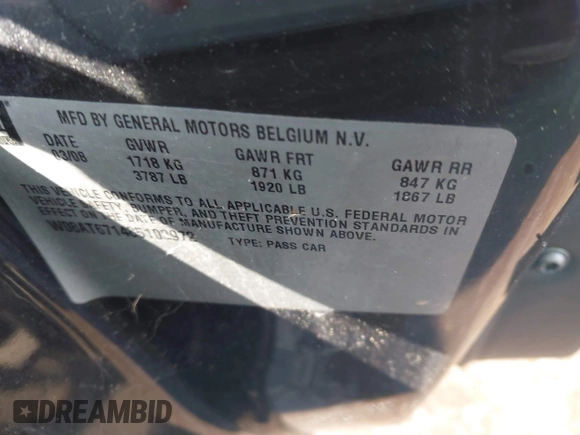 MFD BY GENERAL MOTORS BELGIUM N.V.
DATE GVWR GAWR FRT GAWR RR
03/08 1718 KG 871 KG 847 KG
3787 LB 1920 LB 1867 LB
THIS VEHICLE CONFORMS TO ALL APPLICABLE U.S. FEDERAL MOTOR
VEHICLE SAFETY, BUMPER, AND THEFT PREVENTION STANDARDS IN
EFFECT ON THE DATE OF MANUFACTURE SHOWN ABOVE.
TYPE: PASS CAR
DREAMBID